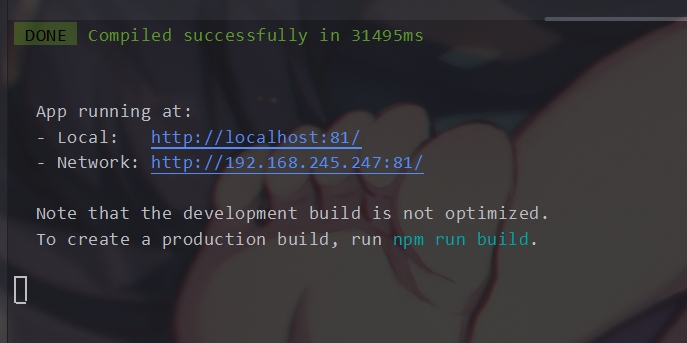 DONE Compiled successfully in 31495ms
App running at:
- Local: http://localhost:81/
- Network: http://192.168.245.247:81/
Note that the development build is not optimized.
To create a production build, run npm run build.